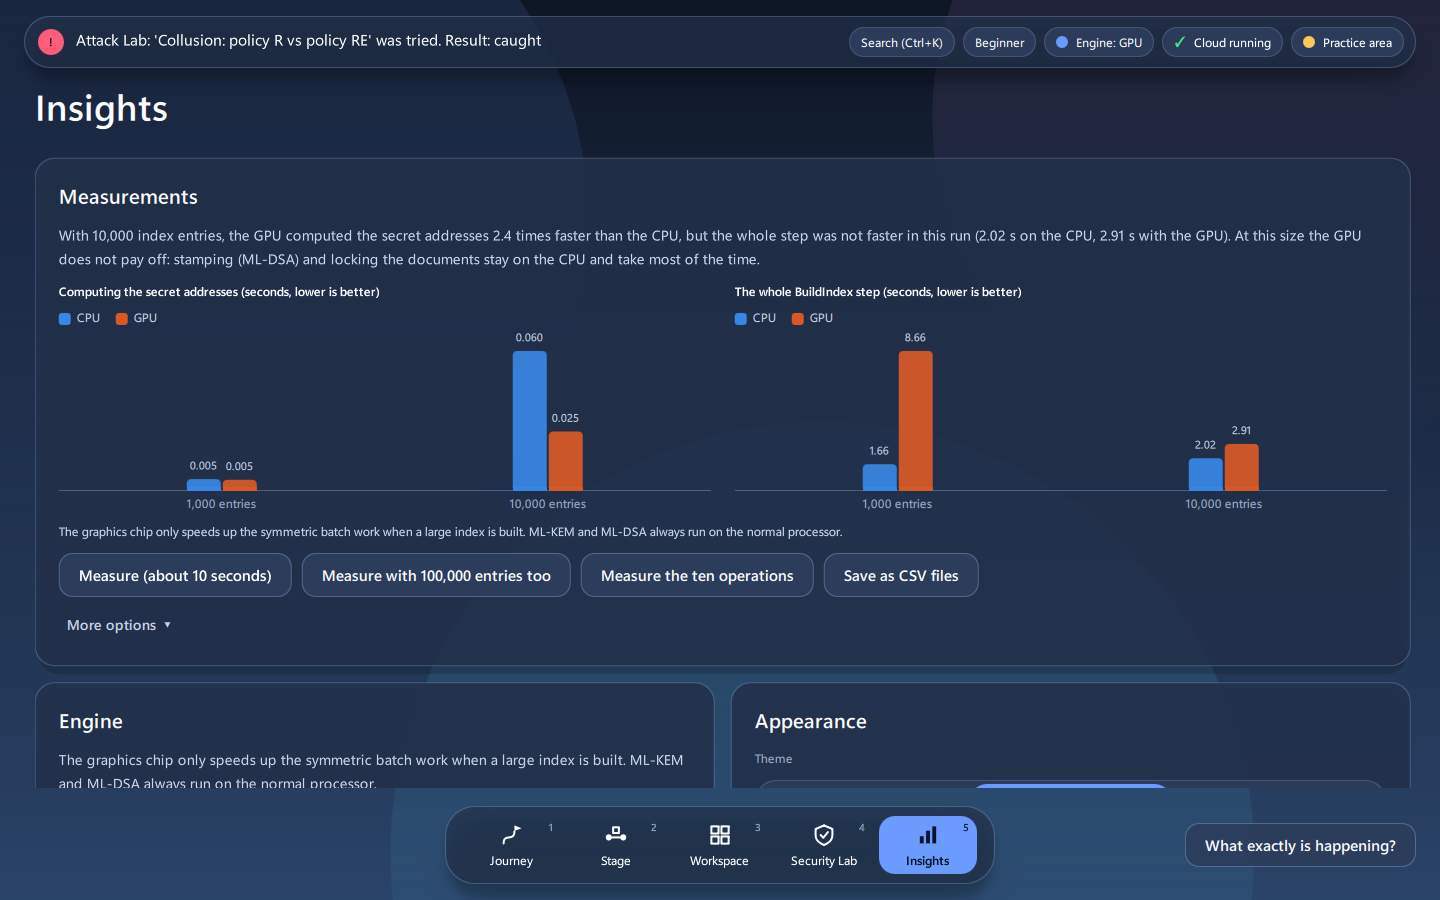 ! Attack Lab: 'Collusion: policy R vs policy RE' was tried. Result: caught
Search (Ctrl+K)
Beginner
Engine: GPU
✓ Cloud running
Practice area
Insights
Measurements
With 10,000 index entries, the GPU computed the secret addresses 2.4 times faster than the CPU, but the whole step was not faster in this run (2.02 s on the CPU, 2.91 s with the GPU). At this size the GPU
does not pay off: stamping (ML-DSA) and locking the documents stay on the CPU and take most of the time.
Computing the secret addresses (seconds, lower is better)
CPU GPU
0.060
0.025
0.005 0.005
1,000 entries 10,000 entries
The whole BuildIndex step (seconds, lower is better)
CPU GPU
8.66
2.91
2.02
1.66
1,000 entries 10,000 entries
The graphics chip only speeds up the symmetric batch work when a large index is built. ML-KEM and ML-DSA always run on the normal processor.
Measure (about 10 seconds)
Measure with 100,000 entries too
Measure the ten operations
Save as CSV files
More options ▼
Engine
The graphics chip only speeds up the symmetric batch work when a large index is built. ML-KEM
and ML-DSA always run on the normal processor.
Appearance
Theme
Journey 1
Stage 2
Workspace 3
Security Lab 4
Insights 5
What exactly is happening?